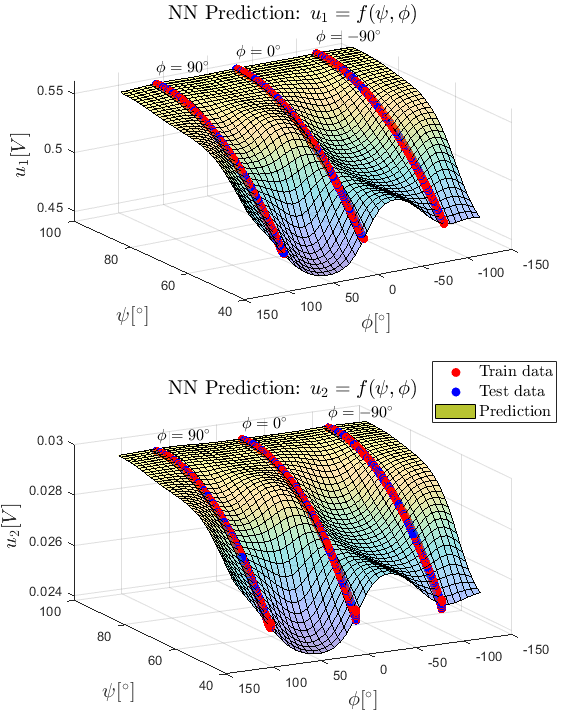 NN Prediction: u₁ = f(ψ, ϕ)
ϕ = −90°
ϕ = 0°
ϕ = 90°
0.55
0.5
0.45
u₁[V]
100
80
60
40
ψ[°]
150
100
50
0
-50
-100
-150
ϕ[°]
Train data
Test data
Prediction
NN Prediction: u₂ = f(ψ, ϕ)
ϕ = −90°
ϕ = 0°
ϕ = 90°
0.03
0.028
0.026
0.024
u₂[V]
100
80
60
40
ψ[°]
150
100
50
0
-50
-100
-150
ϕ[°]